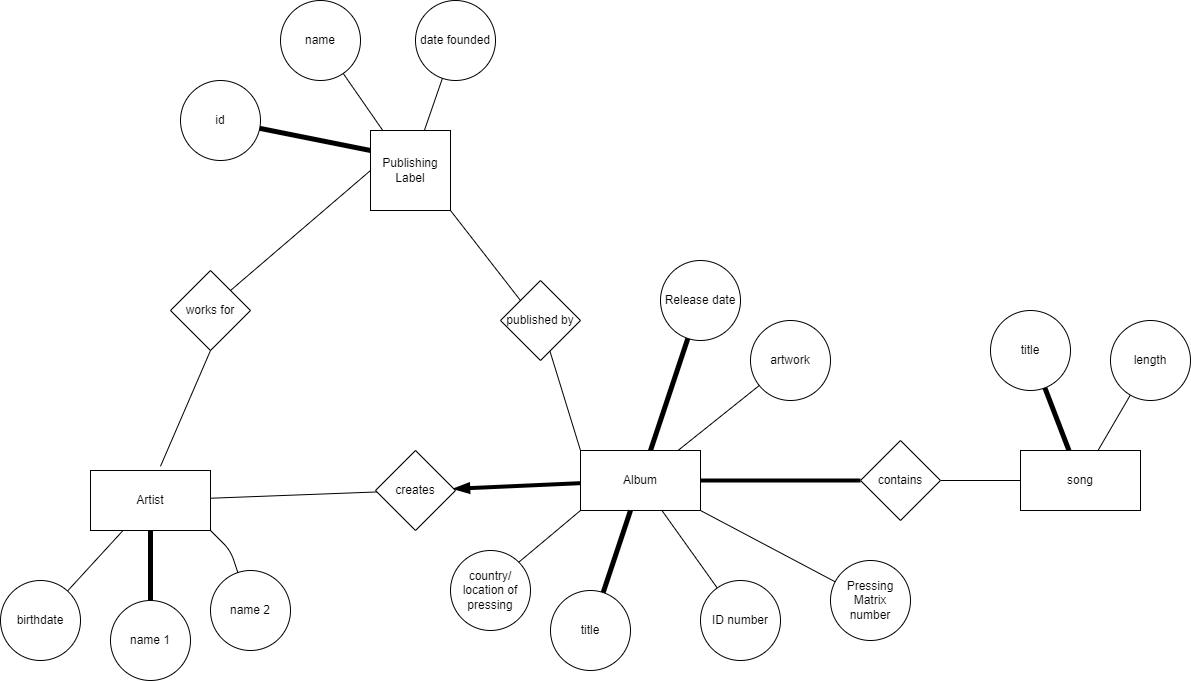 name
date founded
id
Publishing
Label
works for
published by
Release date
artwork
title
length
creates
Album
contains
song
Artist
country/
location of
pressing
title
ID number
Pressing
Matrix
number
birthdate
name 1
name 2